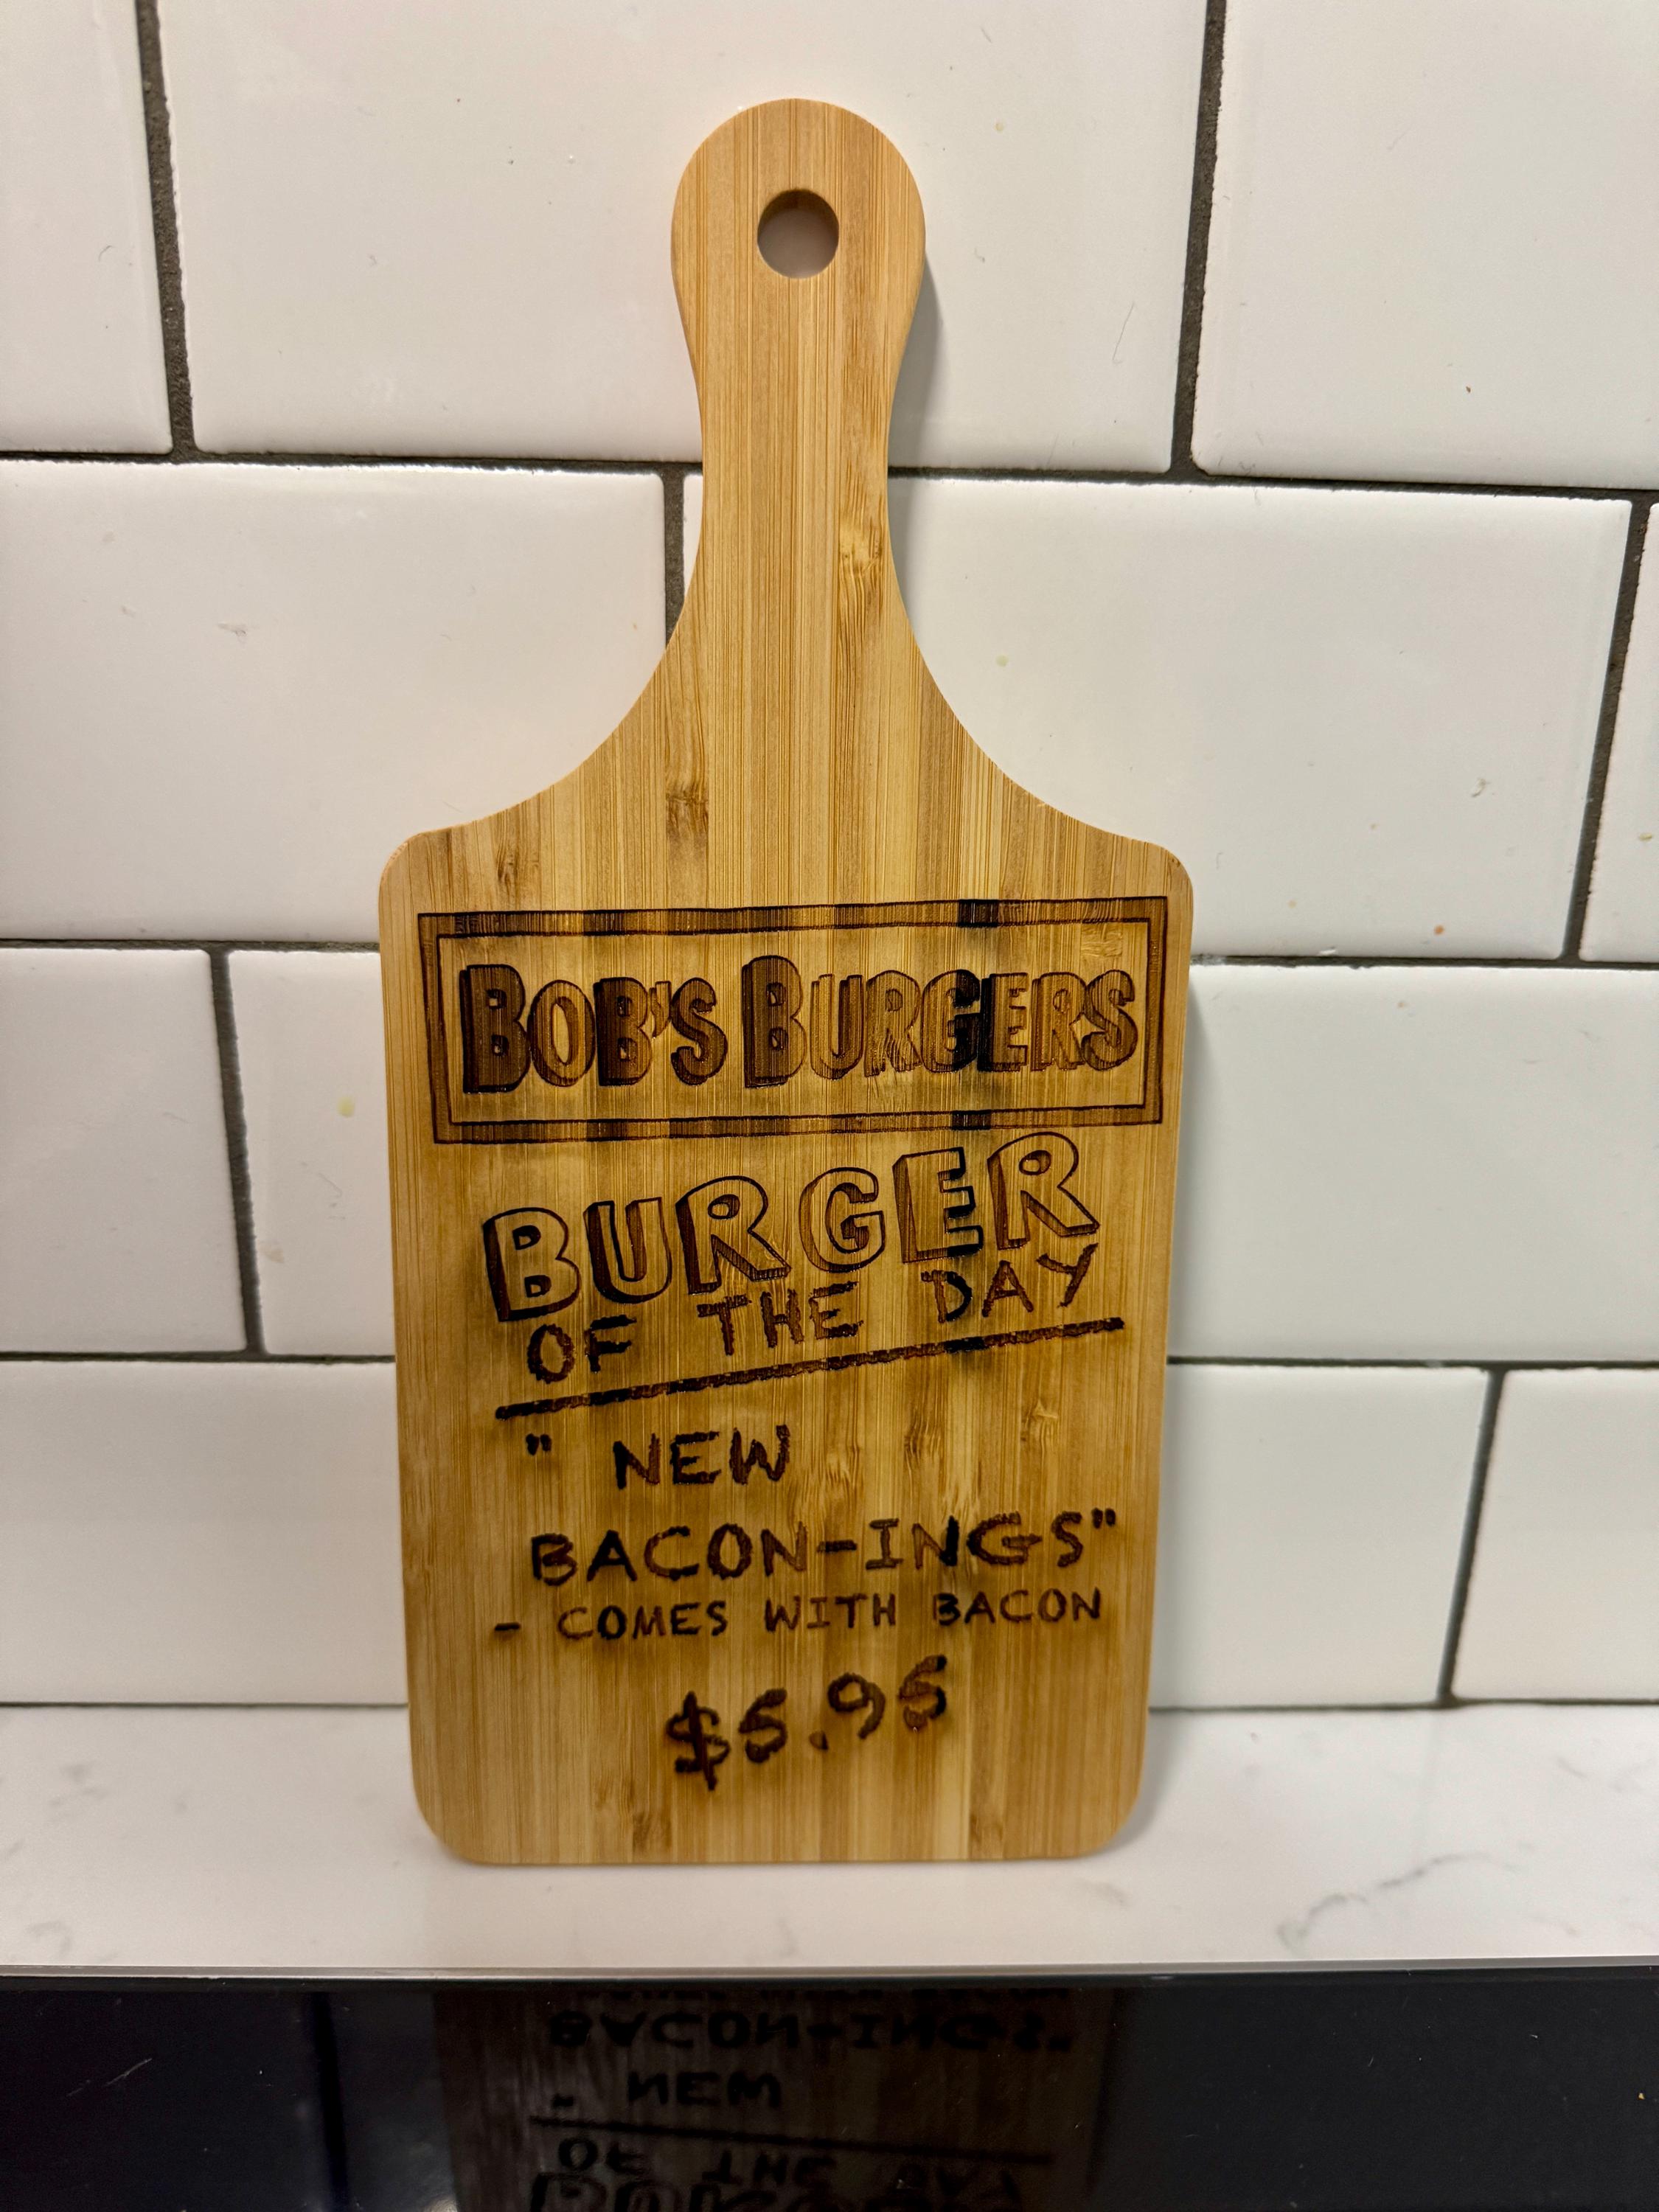 BOB'S BURGERS
BURGER
OF THE DAY
" NEW
BACON-INGS"
- COMES WITH BACON
$5.95